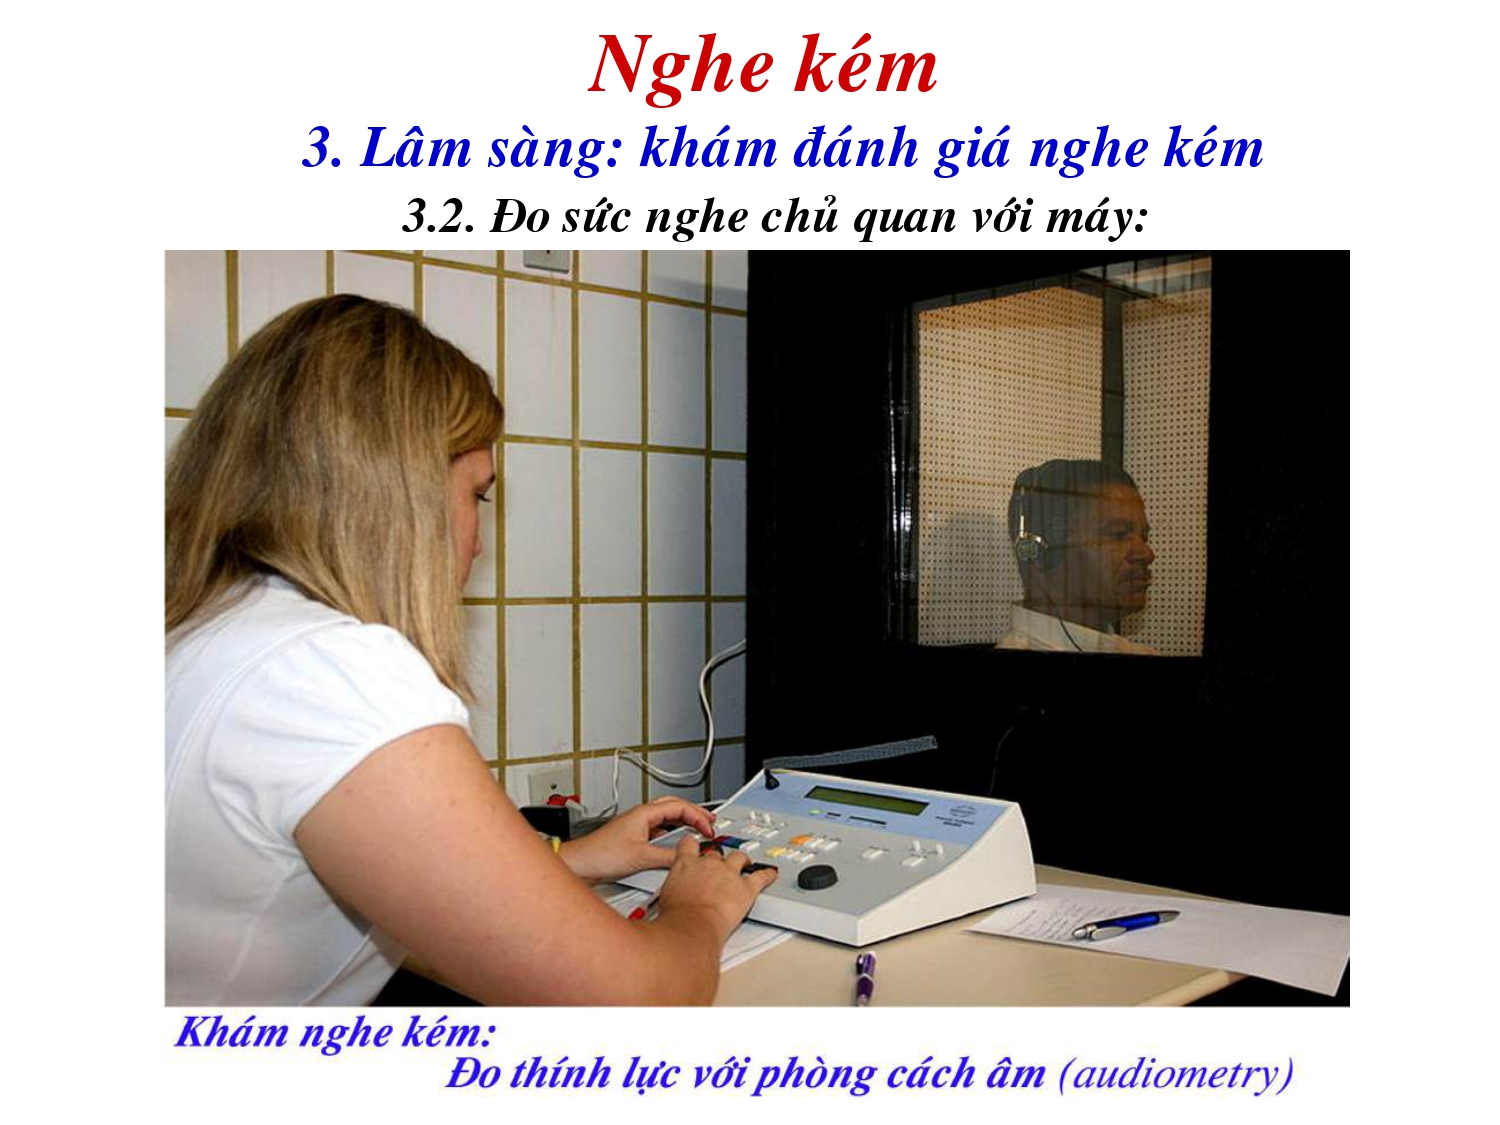 Nghe kém
3. Lâm sàng: khám đánh giá nghe kém
3.2. Đo sức nghe chủ quan với máy:
Khám nghe kém:
Đo thính lực với phòng cách âm (audiometry)